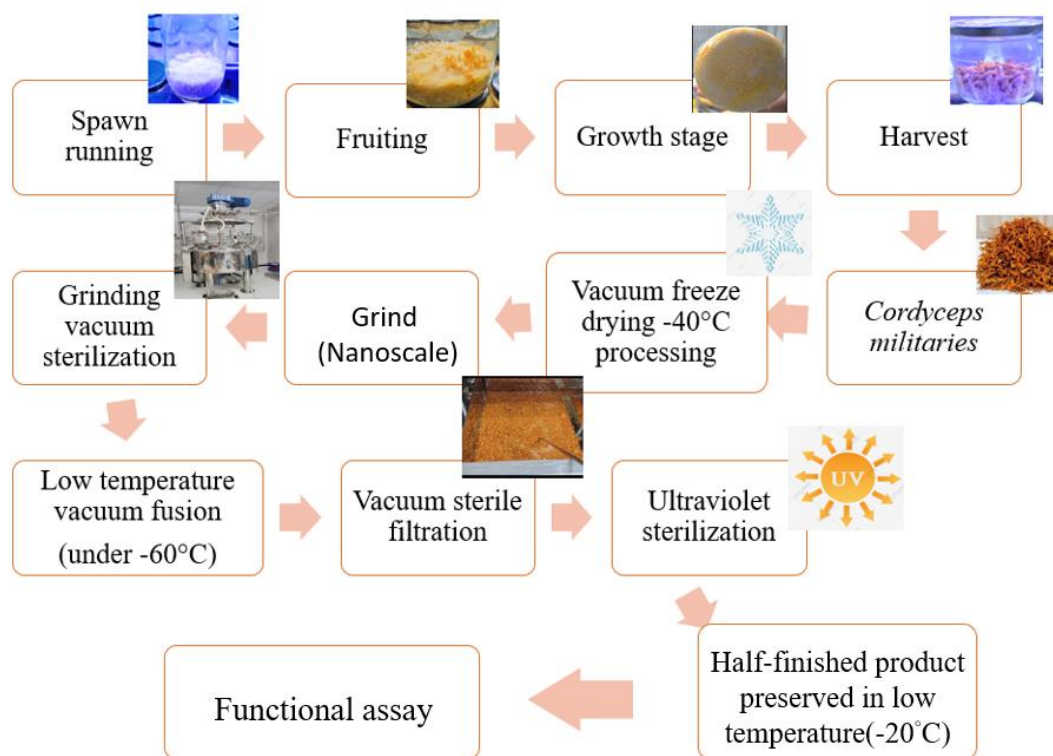 Spawn
running
Fruiting
Growth stage
Harvest
Cordyceps
militaries
Vacuum freeze
drying -40°C
processing
Grind
(Nanoscale)
Grinding
vacuum
sterilization
Low temperature
vacuum fusion
(under -60°C)
Vacuum sterile
filtration
Ultraviolet
sterilization
UV
Half-finished product
preserved in low
temperature(-20°C)
Functional assay